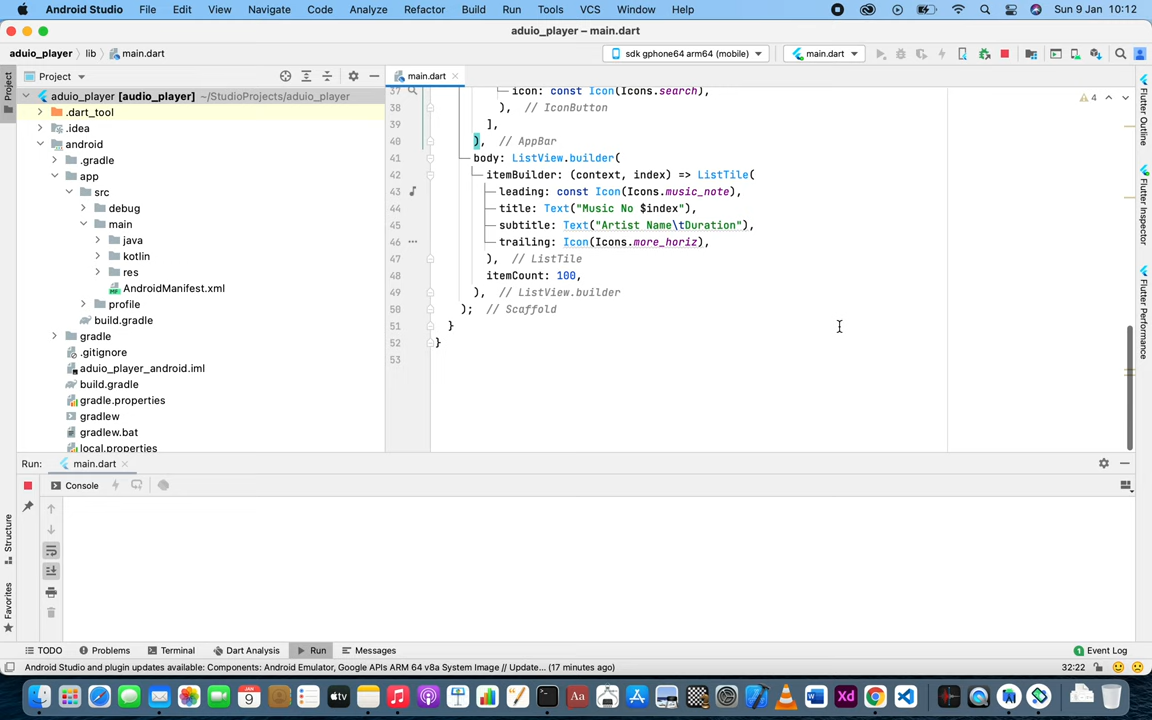 Android Studio File Edit View Navigate Code Analyze Refactor Build Run Tools VCS Window Help Sun 9 Jan 10:12
aduio_player – main.dart
aduio_player lib main.dart sdk gphone64 arm64 (mobile) main.dart
Project main.dart
aduio_player [audio_player] ~/StudioProjects/aduio_player
.dart_tool
.idea
android
.gradle
app
src
debug
main
java
kotlin
res
AndroidManifest.xml
profile
build.gradle
gradle
.gitignore
aduio_player_android.iml
build.gradle
gradle.properties
gradlew
gradlew.bat
local.properties
37 icon: const Icon(Icons.search),
38 ), // IconButton
39 ],
40 ), // AppBar
41 body: ListView.builder(
42 itemBuilder: (context, index) => ListTile(
43 leading: const Icon(Icons.music_note),
44 title: Text("Music No $index"),
45 subtitle: Text("Artist Name\tDuration"),
46 trailing: Icon(Icons.more_horiz),
47 ), // ListTile
48 itemCount: 100,
49 ), // ListView.builder
50 ); // Scaffold
51 }
52 }
53
4
Project
Structure
Favorites
Flutter Outline
Flutter Inspector
Flutter Performance
Run: main.dart
Console
TODO Problems Terminal Dart Analysis Run Messages 1 Event Log
Android Studio and plugin updates available: Components: Android Emulator, Google APIs ARM 64 v8a System Image // Update... (17 minutes ago) 32:22
JAN
9
tv
Aa
W
Xd